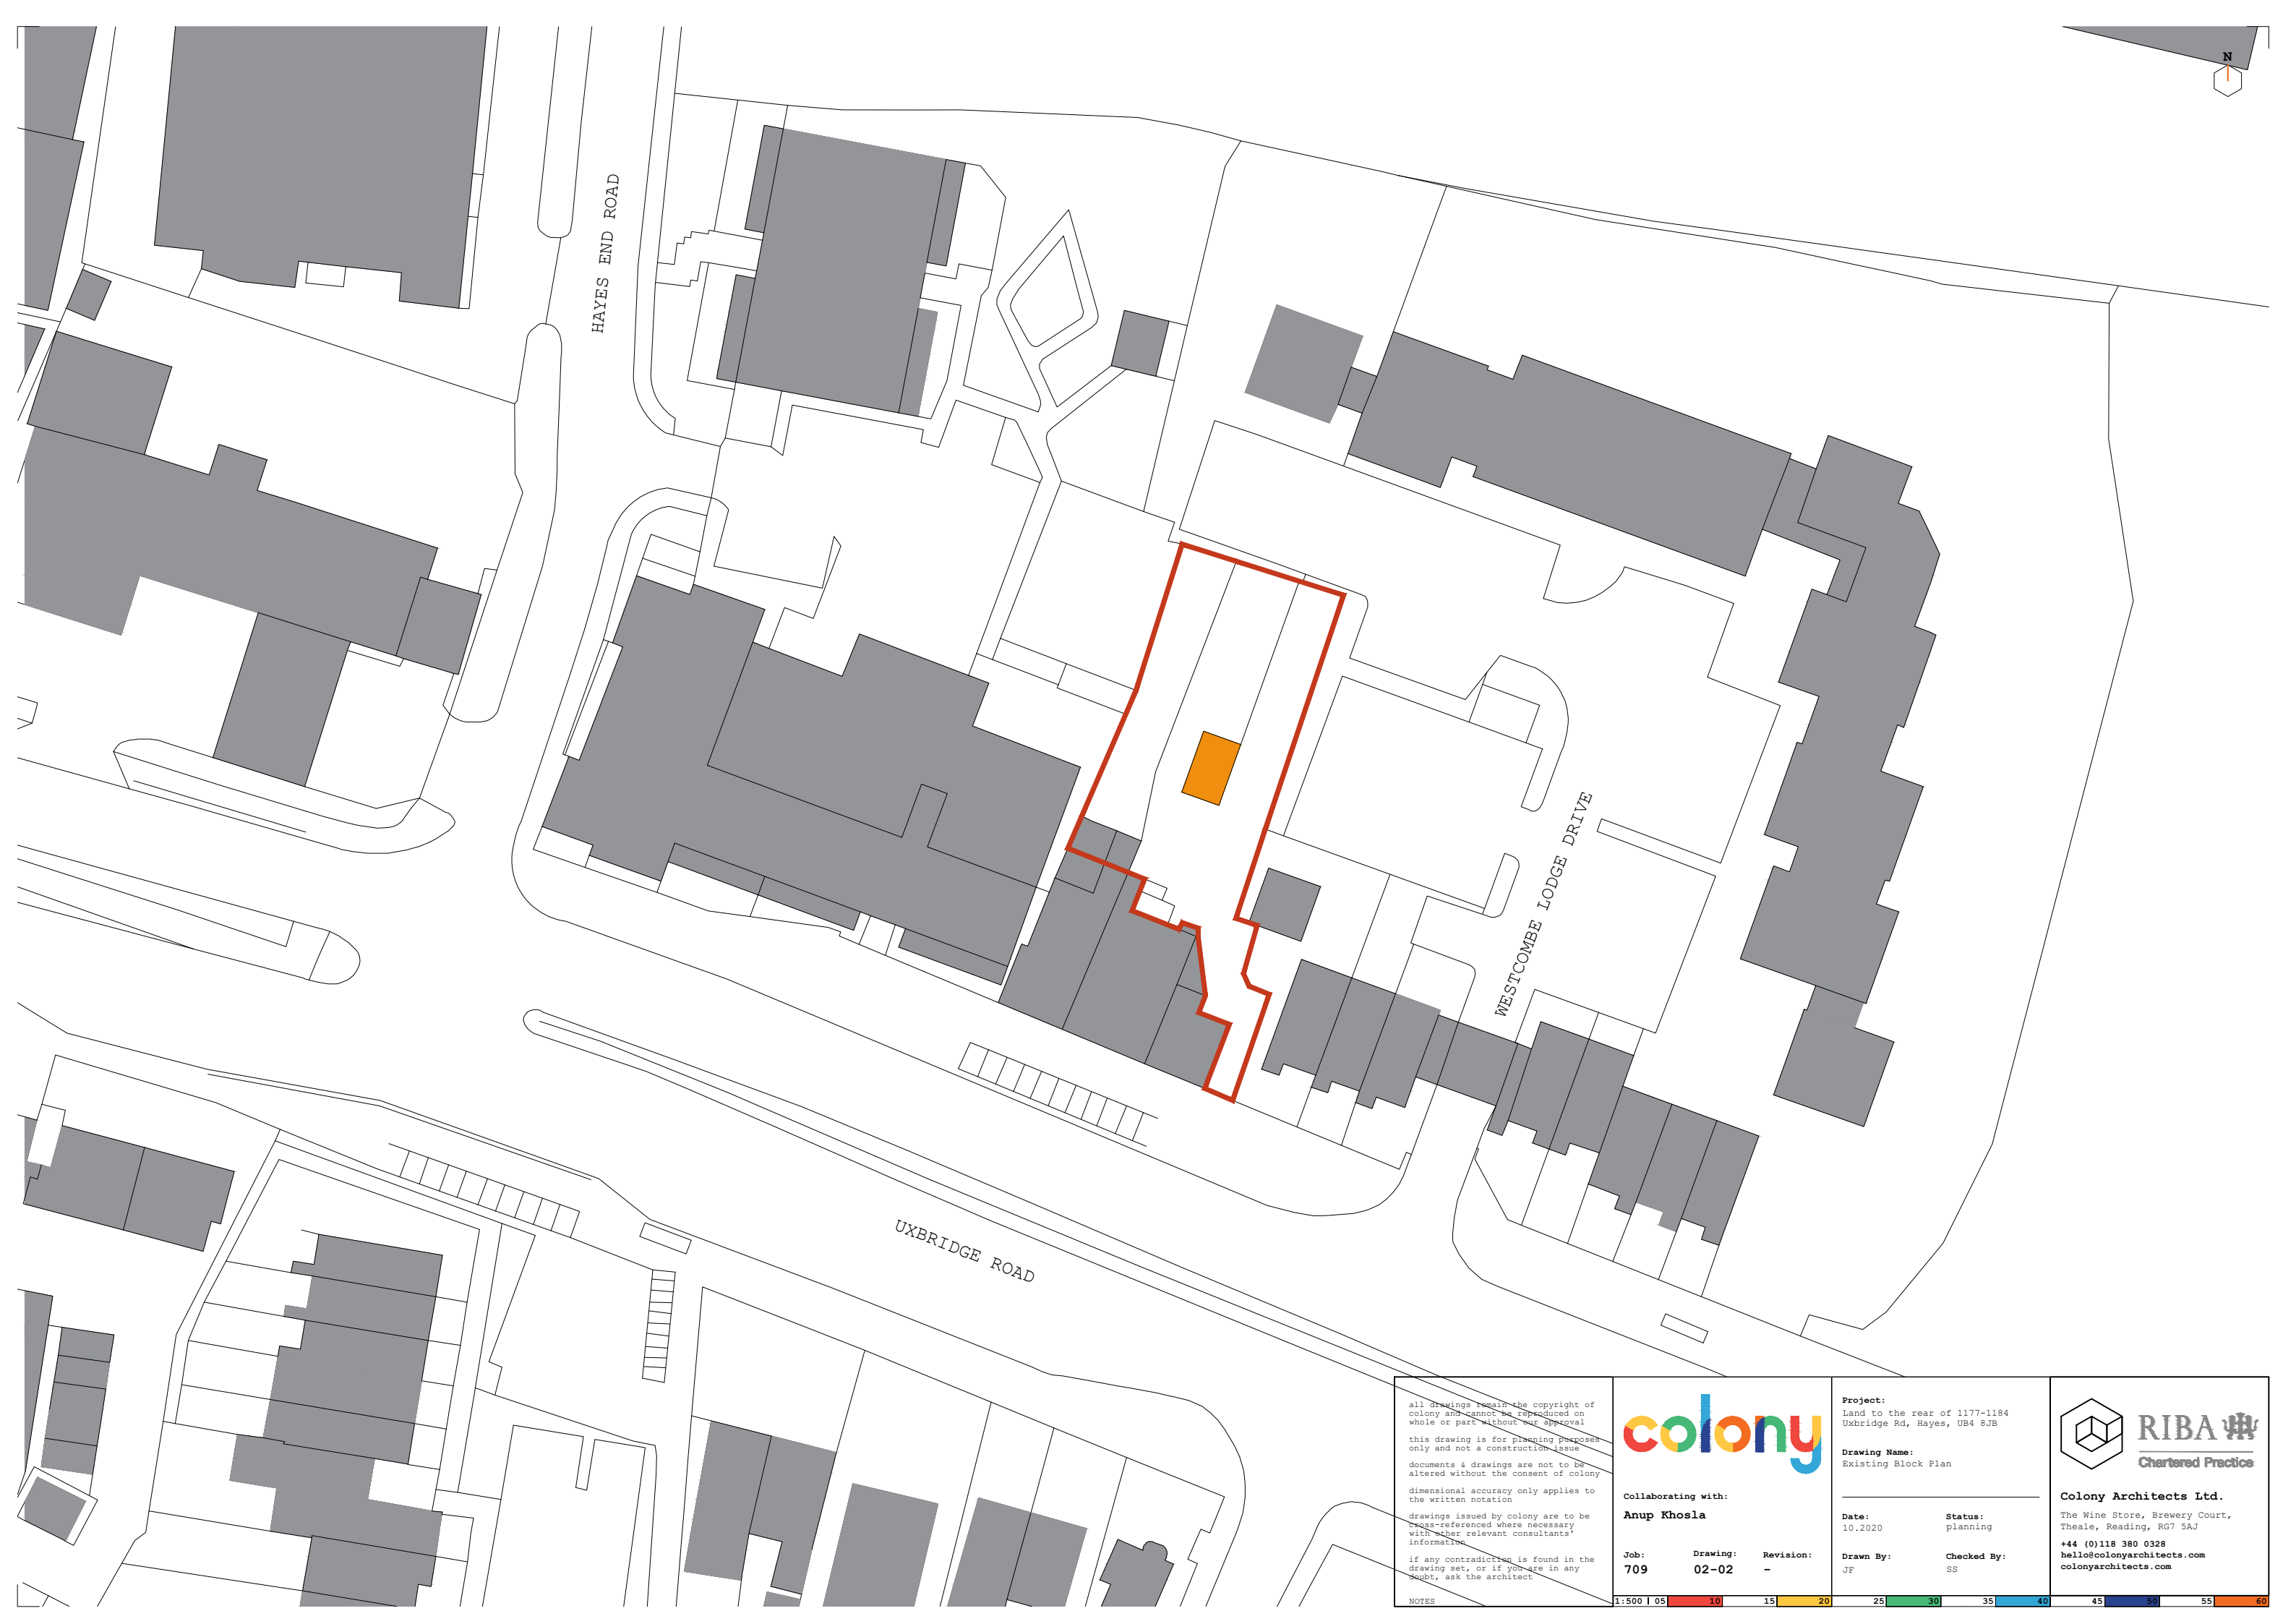 N
HAYES END ROAD
WESTCOMBE LODGE DRIVE
UXBRIDGE ROAD
all drawings remain the copyright of
colony and cannot be reproduced on
whole or part without our approval
this drawing is for planning purposes
only and not a construction issue
documents & drawings are not to be
altered without the consent of colony
dimensional accuracy only applies to
the written notation
drawings issued by colony are to be
cross-referenced where necessary
with other relevant consultants'
information
if any contradiction is found in the
drawing set, or if you are in any
doubt, ask the architect
NOTES
colony
Collaborating with:
Anup Khosla
Job: Drawing: Revision:
709 02-02 -
Project:
Land to the rear of 1177-1184
Uxbridge Rd, Hayes, UB4 8JB
Drawing Name:
Existing Block Plan
Date: Status:
10.2020 planning
Drawn By: Checked By:
JF SS
RIBA
Chartered Practice
Colony Architects Ltd.
The Wine Store, Brewery Court,
Theale, Reading, RG7 5AJ
+44 (0)118 380 0328
hello@colonyarchitects.com
colonyarchitects.com
1:500 | 05 10 15 20 25 30 35 40 45 50 55 60